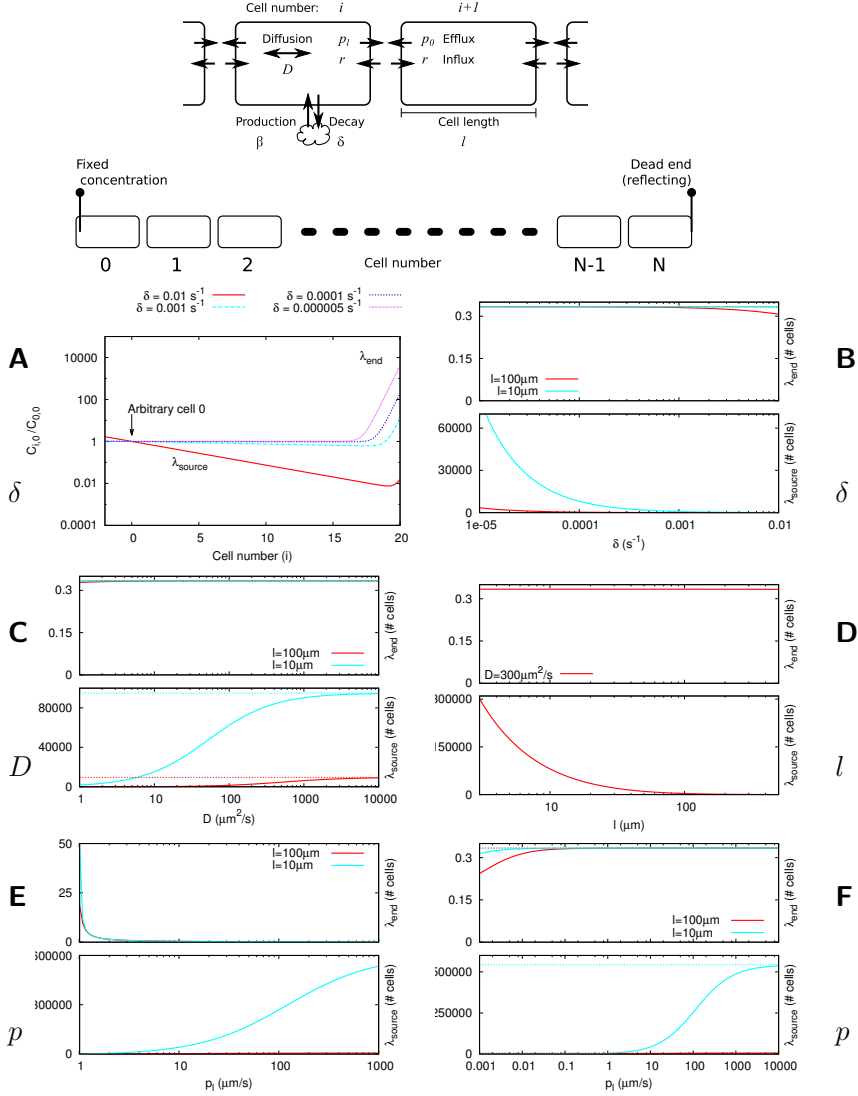 Cell number: i i+1
Diffusion p_l p_0 Efflux
D r r Influx
Production Decay Cell length
β δ l
Fixed Dead end
concentration (reflecting)
0 1 2 Cell number N-1 N
δ = 0.01 s^-1 δ = 0.0001 s^-1
δ = 0.001 s^-1 δ = 0.000005 s^-1
A
δ
C_i,0/C_0,0
10000
100
1
0.01
0.0001
λ_end
Arbitrary cell 0
λ_source
0 5 10 15 20
Cell number (i)
B
δ
0.3
0.15
0
l=100μm
l=10μm
λ_end (# cells)
60000
30000
0
λ_soucre (# cells)
1e-05 0.0001 0.001 0.01
δ (s^-1)
C
D
0.3
0.15
0
l=100μm
l=10μm
λ_end (# cells)
80000
40000
0
λ_source (# cells)
1 10 100 1000 10000
D (μm^2/s)
D
l
0.3
0.15
0
D=300μm^2/s
λ_end (# cells)
300000
150000
0
λ_source (# cells)
10 100
l (μm)
E
p
50
25
0
l=100μm
l=10μm
λ_end (# cells)
0
λ_source (# cells)
1 10 100 1000
p_l (μm/s)
F
p
0.3
0.15
0
l=100μm
l=10μm
λ_end (# cells)
250000
0
λ_source (# cells)
0.001 0.01 0.1 1 10 100 1000 10000
p_l (μm/s)